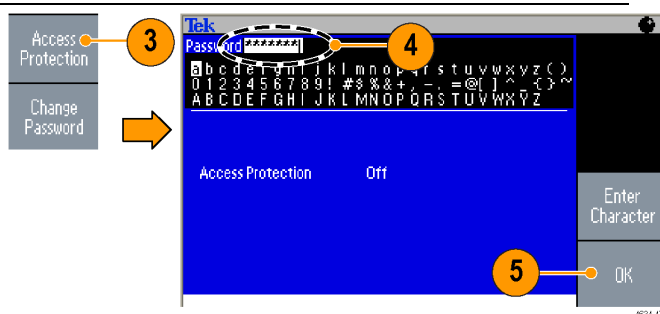 Access
Protection
Change
Password
3
Tek
Password *******
4
a b c d e f g h i j k l m n o p q r s t u v w x y z ( )
0 1 2 3 4 5 6 7 8 9 ! # $ % & + , - . = @ [ ] ^ _ { } ~
A B C D E F G H I J K L M N O P Q R S T U V W X Y Z
Access Protection Off
Enter
Character
5
OK